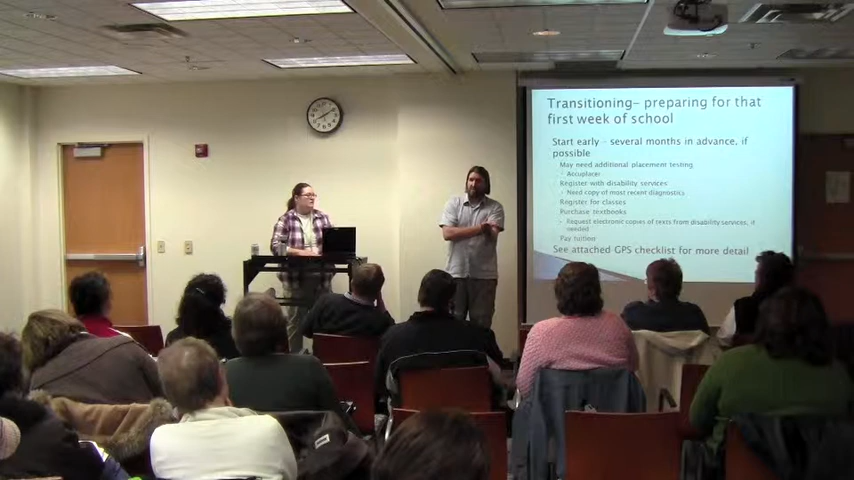 Transitioning– preparing for that
first week of school
Start early – several months in advance, if
possible
May need additional placement testing
Accuplacer
Register with disability services
Need copy of most recent diagnostics
Register for classes
Purchase textbooks
Request electronic copies of texts from disability services, if
needed
Pay tuition
See attached GPS checklist for more detail